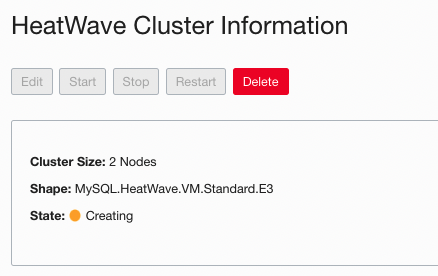 HeatWave Cluster Information
Edit Start Stop Restart Delete
Cluster Size: 2 Nodes
Shape: MySQL.HeatWave.VM.Standard.E3
State: Creating